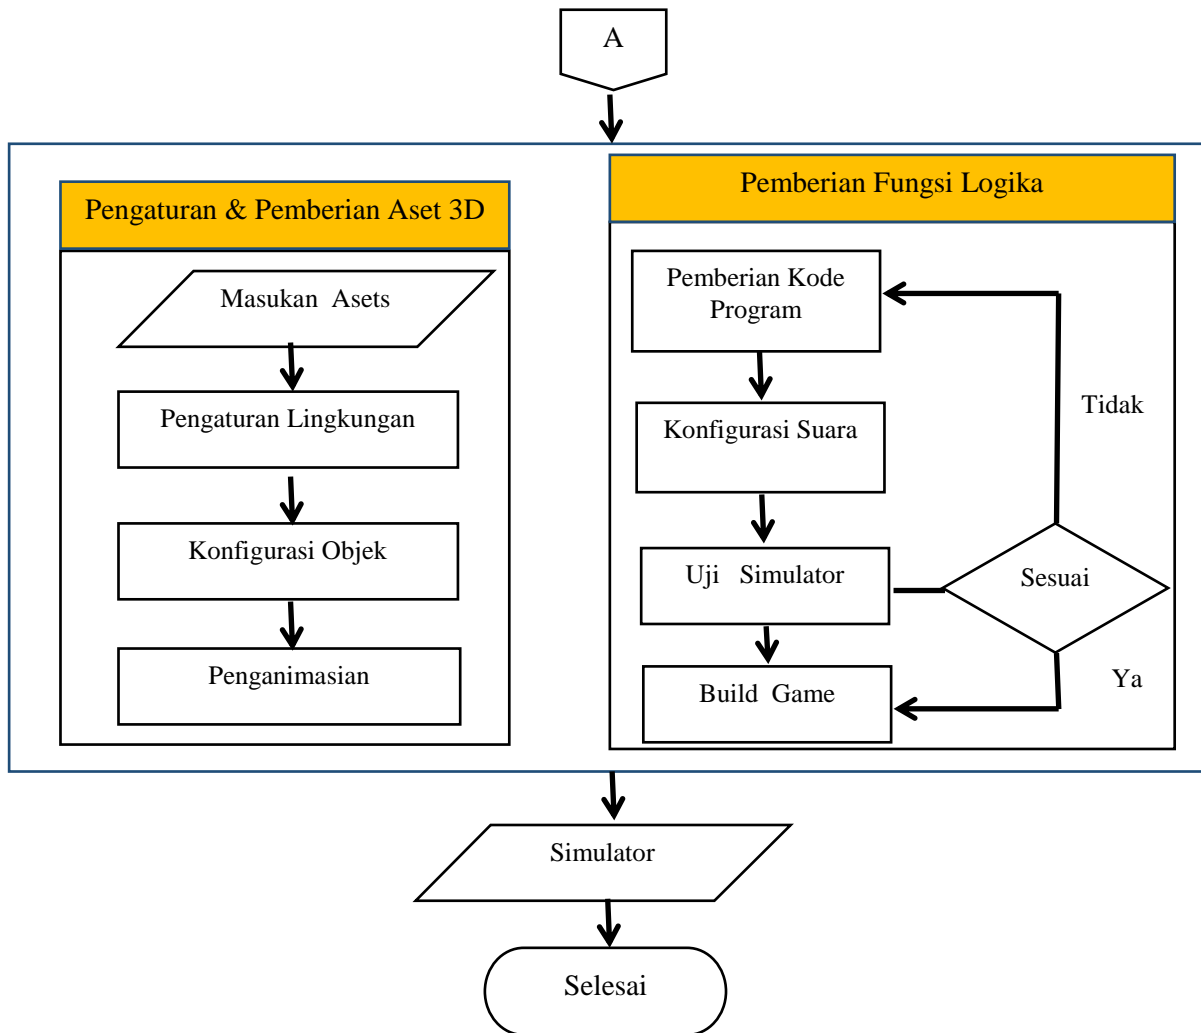 A
Pengaturan & Pemberian Aset 3D
Masukan Asets
Pengaturan Lingkungan
Konfigurasi Objek
Penganimasian
Pemberian Fungsi Logika
Pemberian Kode
Program
Konfigurasi Suara
Tidak
Uji Simulator
Sesuai
Ya
Build Game
Simulator
Selesai